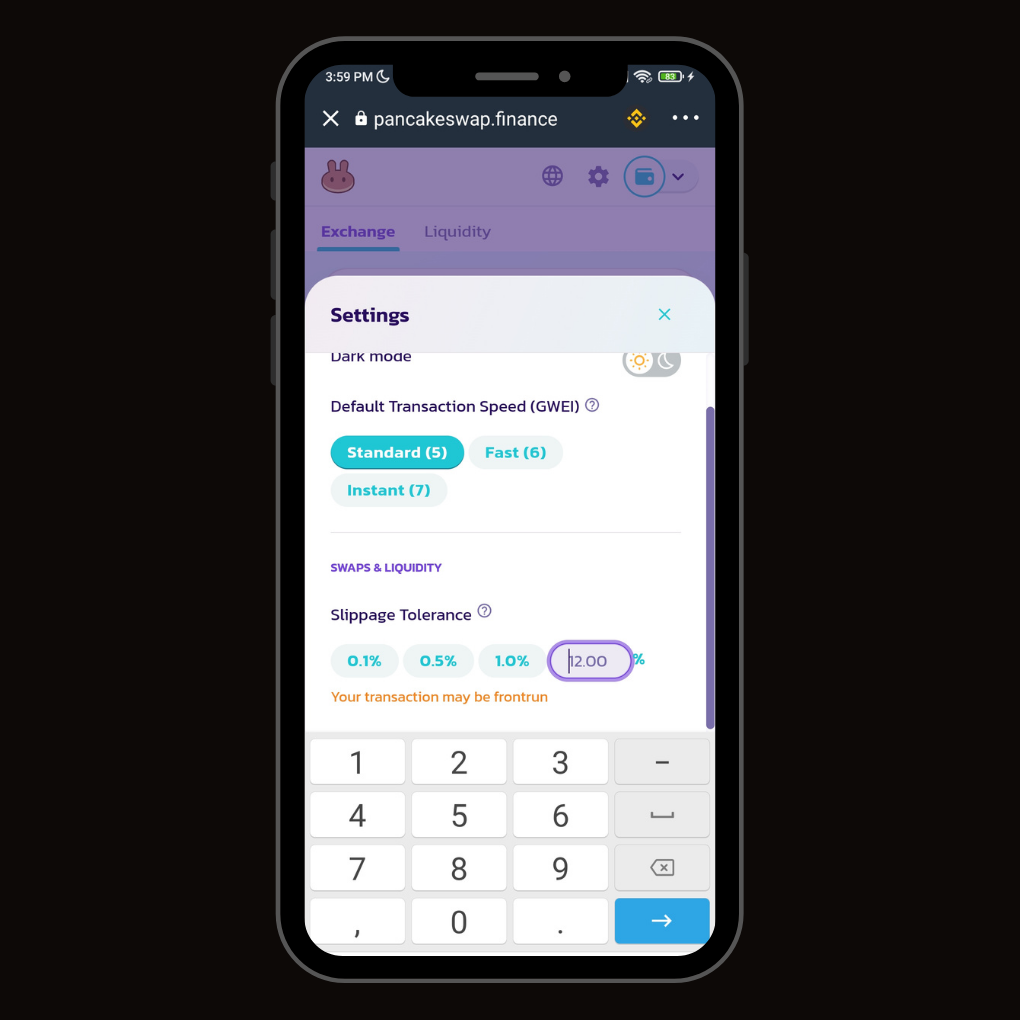 3:59 PM
83
pancakeswap.finance
Exchange Liquidity
Settings
Dark mode
Default Transaction Speed (GWEI) ?
Standard (5) Fast (6)
Instant (7)
SWAPS & LIQUIDITY
Slippage Tolerance ?
0.1% 0.5% 1.0% 12.00 %
Your transaction may be frontrun
1 2 3 -
4 5 6
7 8 9
, 0 .